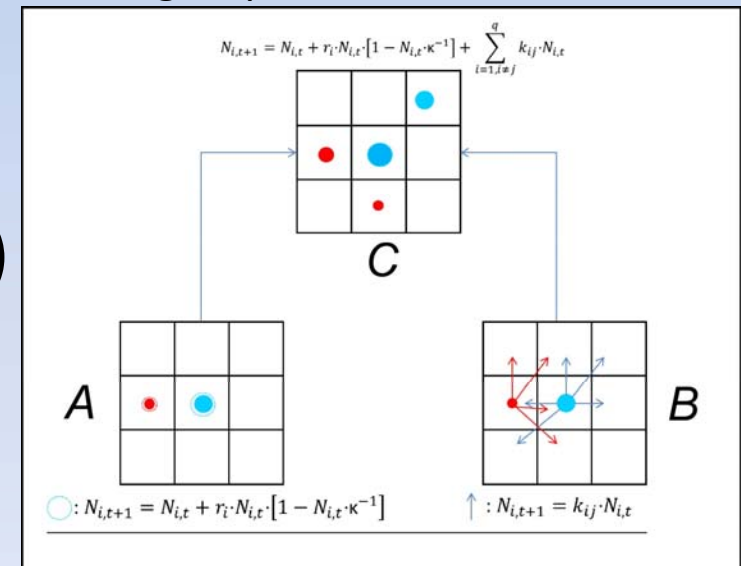 N_{i,t+1} = N_{i,t} + r_i·N_{i,t}·[1 − N_{i,t}·κ^{−1}] + \sum_{i=1,i≠j}^{q} k_{ij}·N_{i,t}
C
A
B
: N_{i,t+1} = N_{i,t} + r_i·N_{i,t}·[1 − N_{i,t}·κ^{−1}]
↑ : N_{i,t+1} = k_{ij}·N_{i,t}